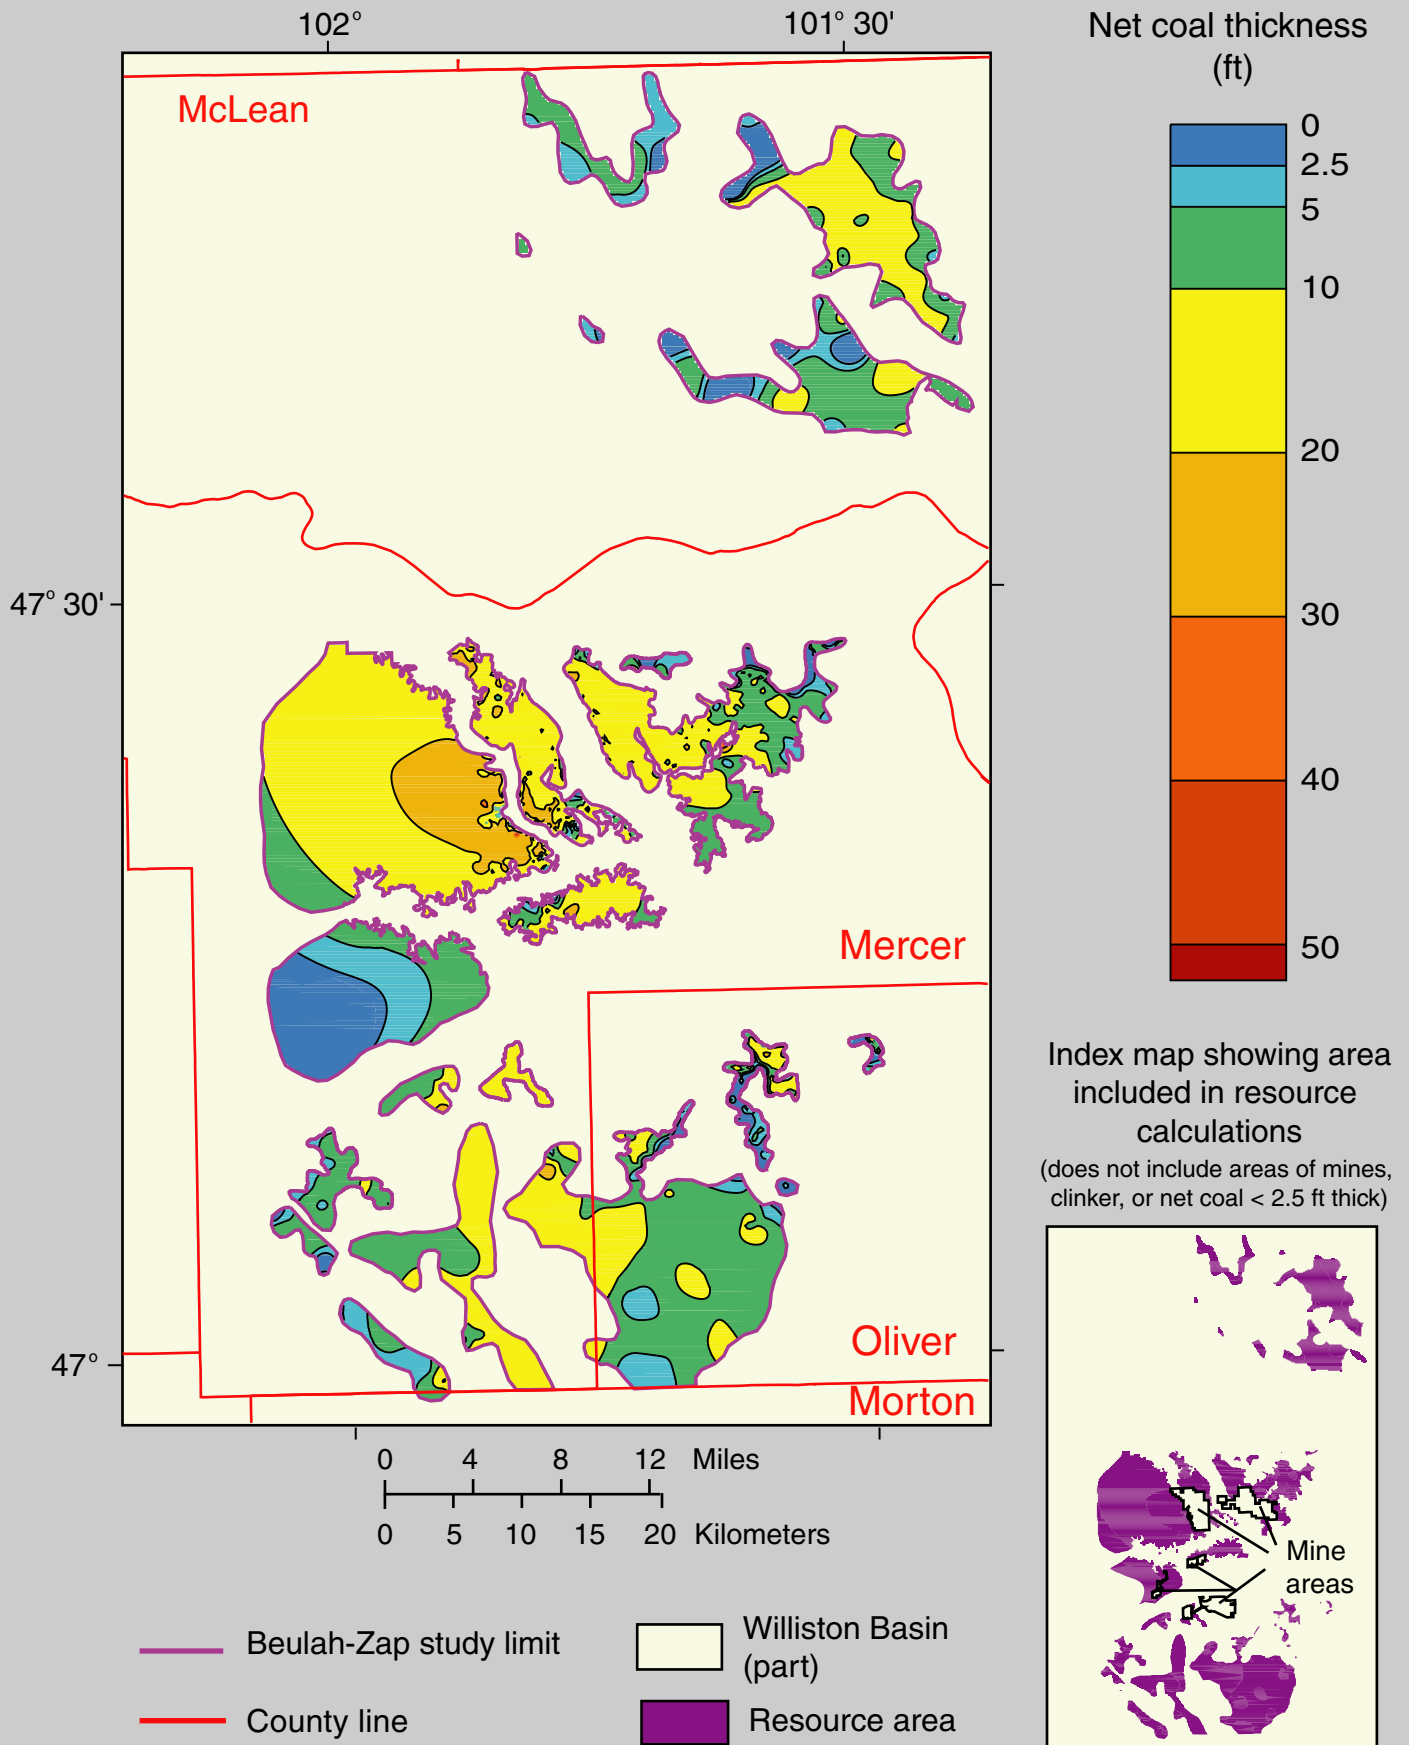 102°
101° 30'
McLean
47° 30'
Mercer
47°
Oliver
Morton
0 4 8 12 Miles
0 5 10 15 20 Kilometers
Beulah-Zap study limit
County line
Williston Basin
(part)
Resource area
Net coal thickness
(ft)
0
2.5
5
10
20
30
40
50
Index map showing area
included in resource
calculations
(does not include areas of mines,
clinker, or net coal < 2.5 ft thick)
Mine
areas